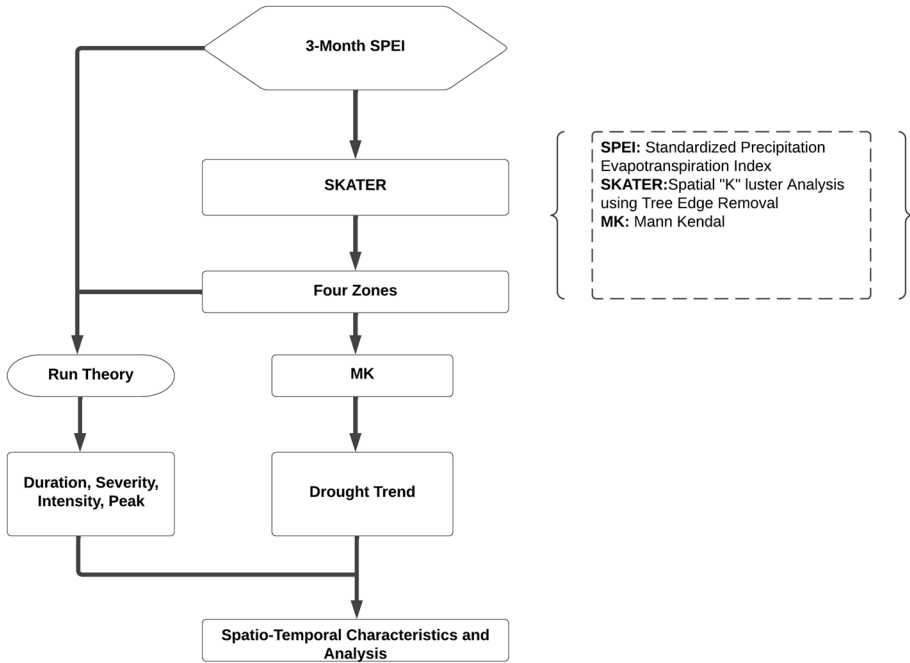 3-Month SPEI
SKATER
SPEI: Standardized Precipitation
Evapotranspiration Index
SKATER:Spatial "K" luster Analysis
using Tree Edge Removal
MK: Mann Kendal
Four Zones
Run Theory
MK
Duration, Severity,
Intensity, Peak
Drought Trend
Spatio-Temporal Characteristics and
Analysis